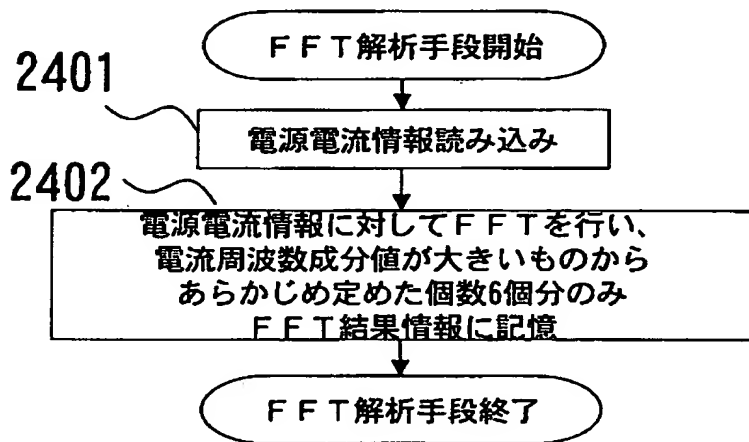 ＦＦＴ解析手段開始
2401
電源電流情報読み込み
2402
電源電流情報に対してＦＦＴを行い、
電流周波数成分値が大きいものから
あらかじめ定めた個数6個分のみ
ＦＦＴ結果情報に記憶
ＦＦＴ解析手段終了